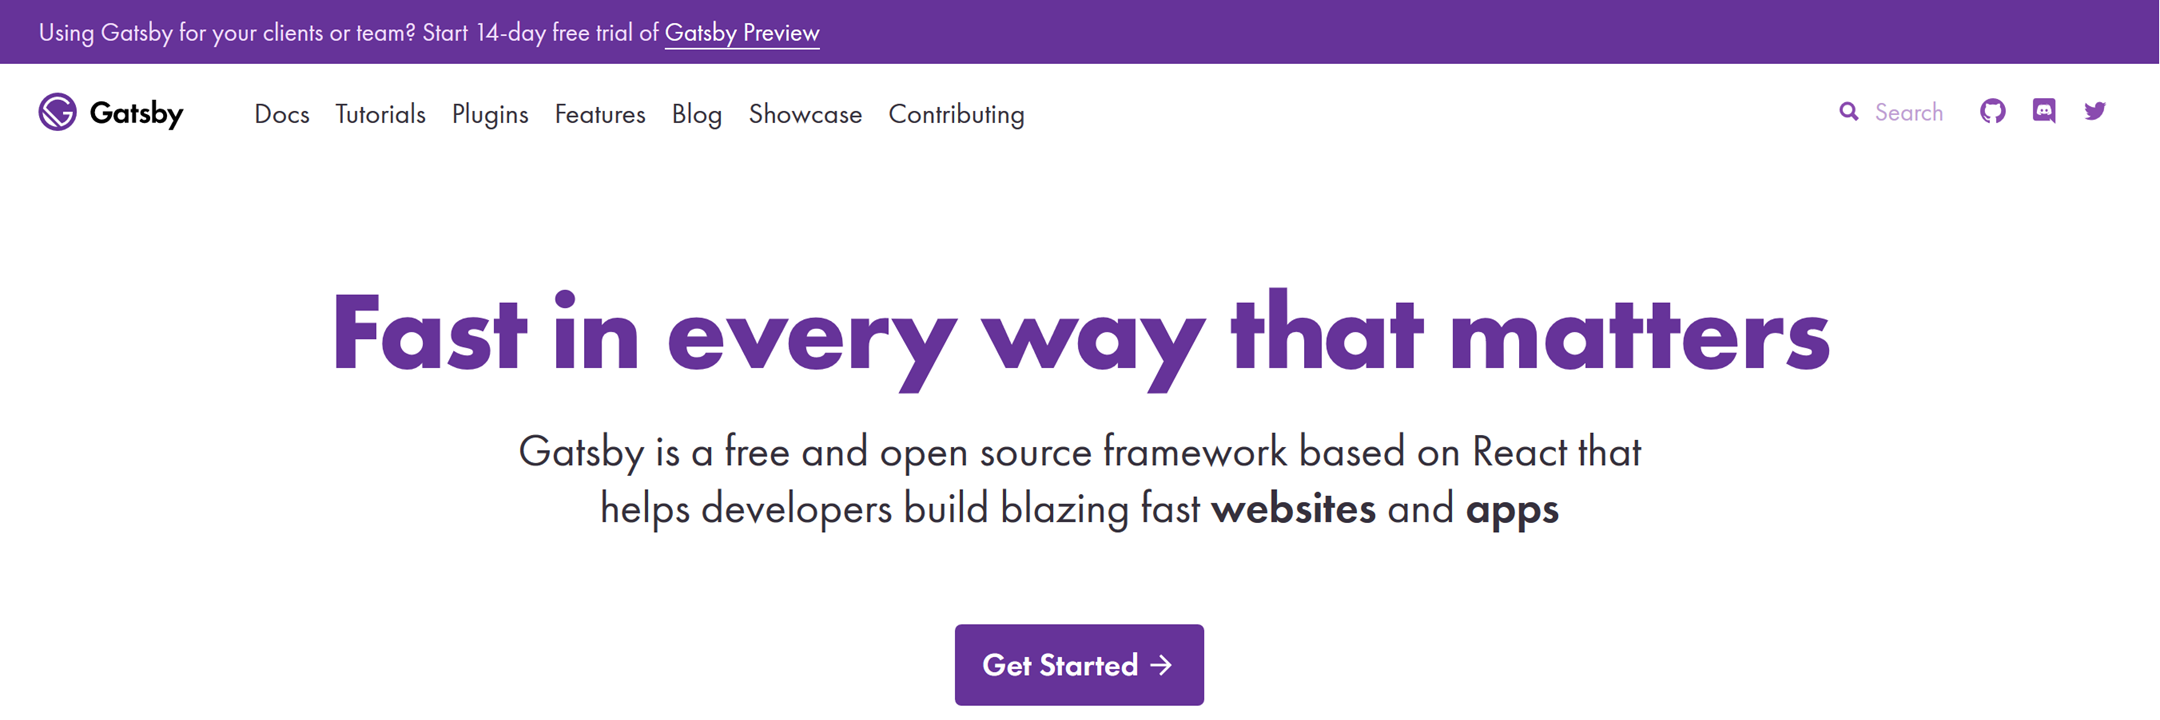 Using Gatsby for your clients or team? Start 14-day free trial of Gatsby Preview
Gatsby Docs Tutorials Plugins Features Blog Showcase Contributing Search
Fast in every way that matters
Gatsby is a free and open source framework based on React that
helps developers build blazing fast websites and apps
Get Started →